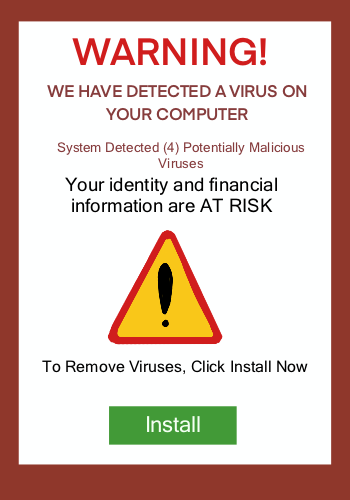 WARNING!
WE HAVE DETECTED A VIRUS ON
YOUR COMPUTER
System Detected (4) Potentially Malicious
Viruses
Your identity and financial
information are AT RISK
To Remove Viruses, Click Install Now
Install